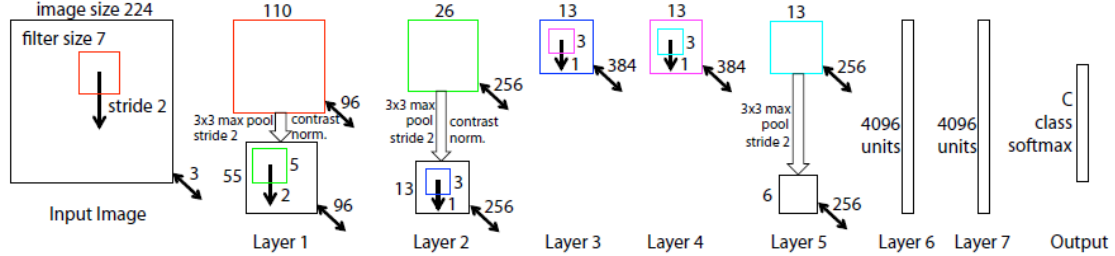 image size 224
filter size 7
stride 2
3
Input Image
110
96
3x3 max pool
stride 2
contrast
norm.
55
5
2
96
Layer 1
26
256
3x3 max
pool
stride 2
contrast
norm.
13
3
1
256
Layer 2
13
3
1
384
Layer 3
13
3
1
384
Layer 4
13
256
3x3 max
pool
stride 2
6
256
Layer 5
4096
units
Layer 6
4096
units
Layer 7
C
class
softmax
Output